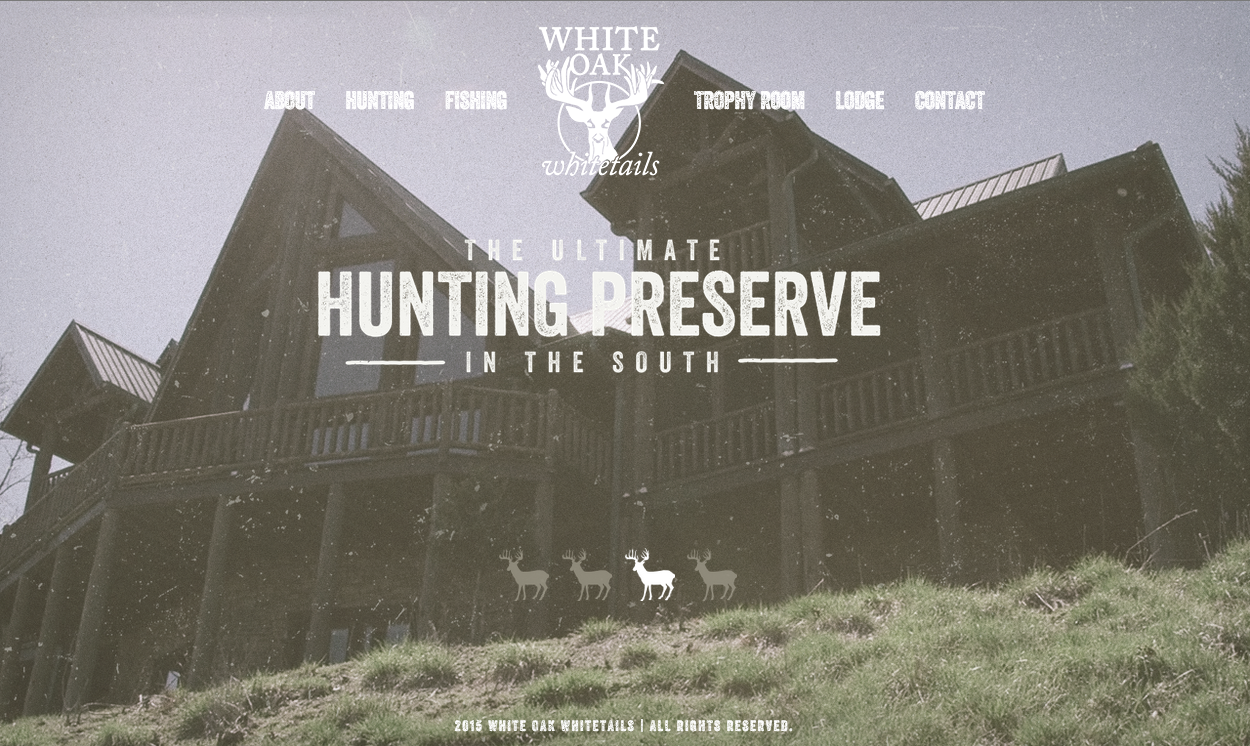 WHITE
OAK
whitetails
ABOUT HUNTING FISHING TROPHY ROOM LODGE CONTACT
THE ULTIMATE
HUNTING PRESERVE
IN THE SOUTH
2015 WHITE OAK WHITETAILS | ALL RIGHTS RESERVED.